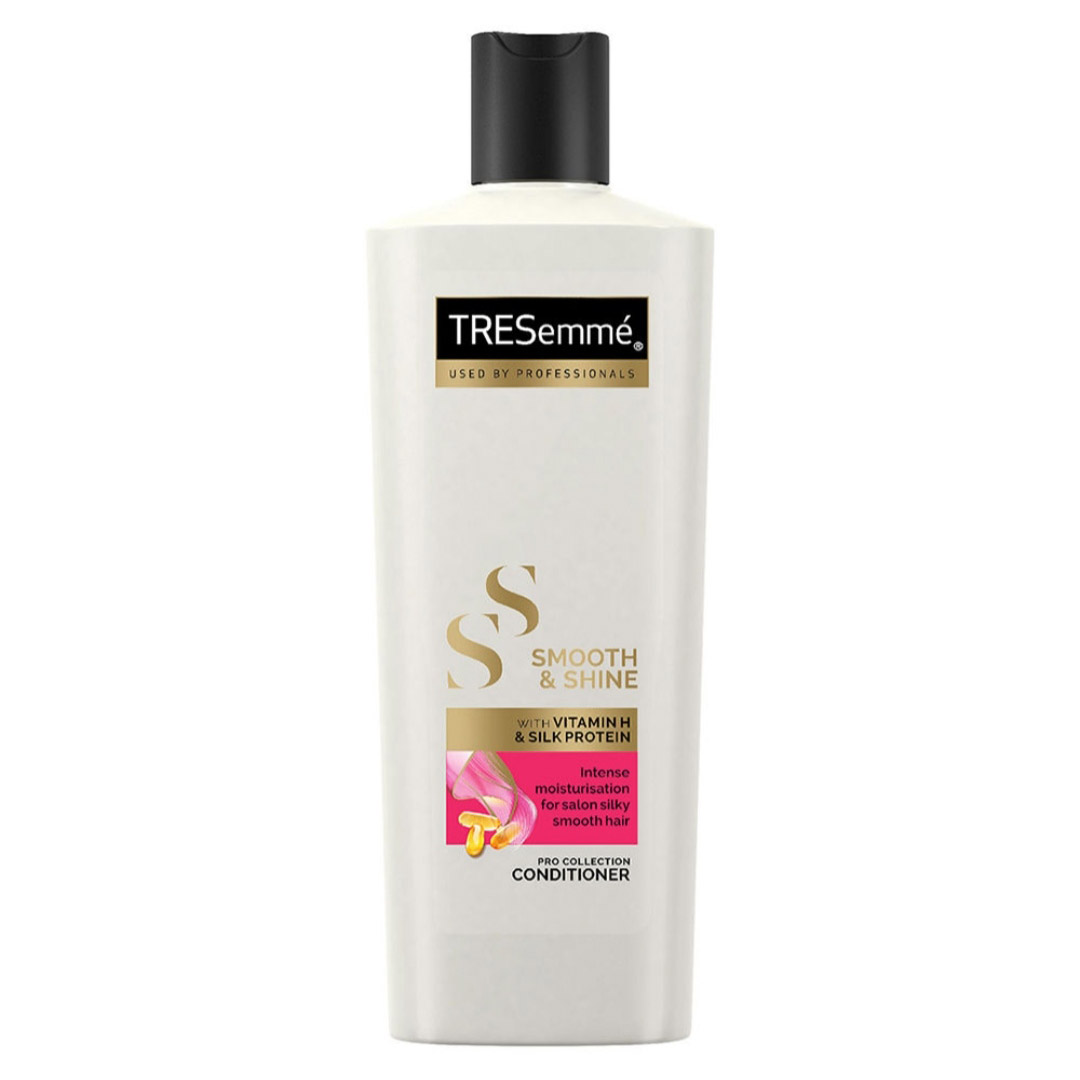 TRESemmé®
USED BY PROFESSIONALS
SS
SMOOTH
& SHINE
WITH VITAMIN H
& SILK PROTEIN
Intense
moisturisation
for salon silky
smooth hair
PRO COLLECTION
CONDITIONER